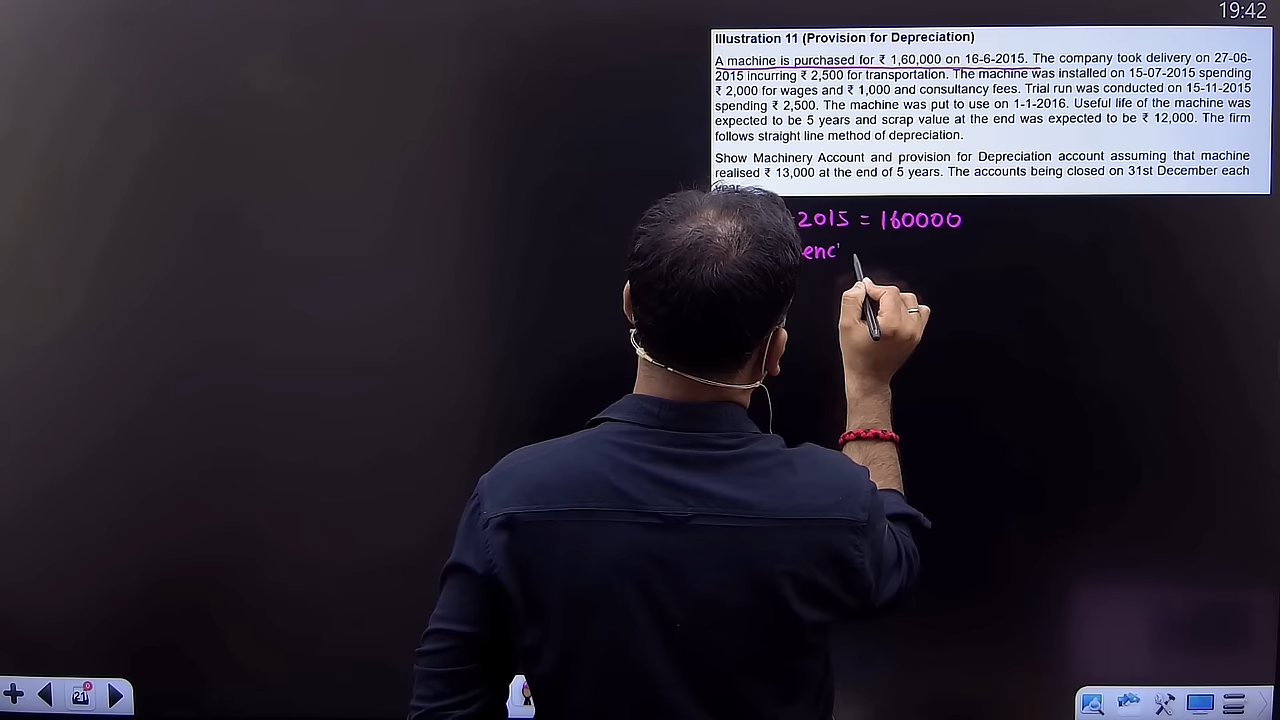 19:42
Illustration 11 (Provision for Depreciation)
A machine is purchased for ₹ 1,60,000 on 16-6-2015. The company took delivery on 27-06-
2015 incurring ₹ 2,500 for transportation. The machine was installed on 15-07-2015 spending
₹ 2,000 for wages and ₹ 1,000 and consultancy fees. Trial run was conducted on 15-11-2015
spending ₹ 2,500. The machine was put to use on 1-1-2016. Useful life of the machine was
expected to be 5 years and scrap value at the end was expected to be ₹ 12,000. The firm
follows straight line method of depreciation.
Show Machinery Account and provision for Depreciation account assuming that machine
realised ₹ 13,000 at the end of 5 years. The accounts being closed on 31st December each
year.
2015 = 160000
21